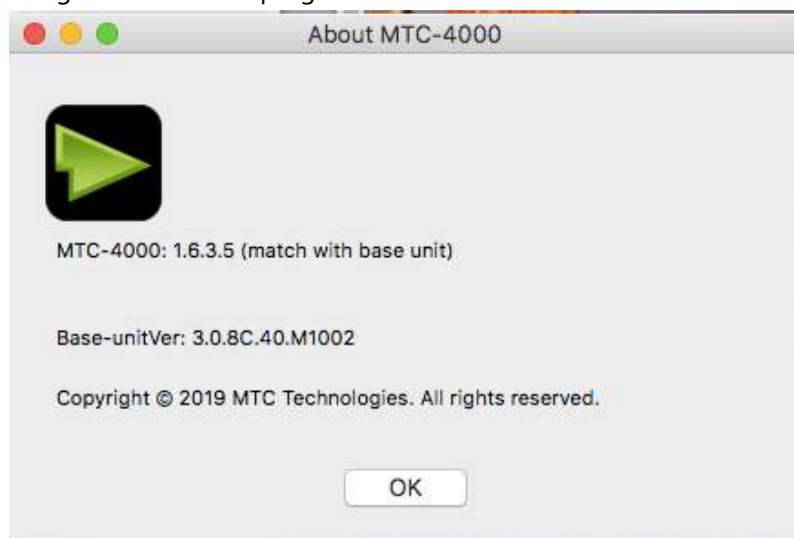 About MTC-4000
MTC-4000: 1.6.3.5 (match with base unit)
Base-unitVer: 3.0.8C.40.M1002
Copyright © 2019 MTC Technologies. All rights reserved.
OK